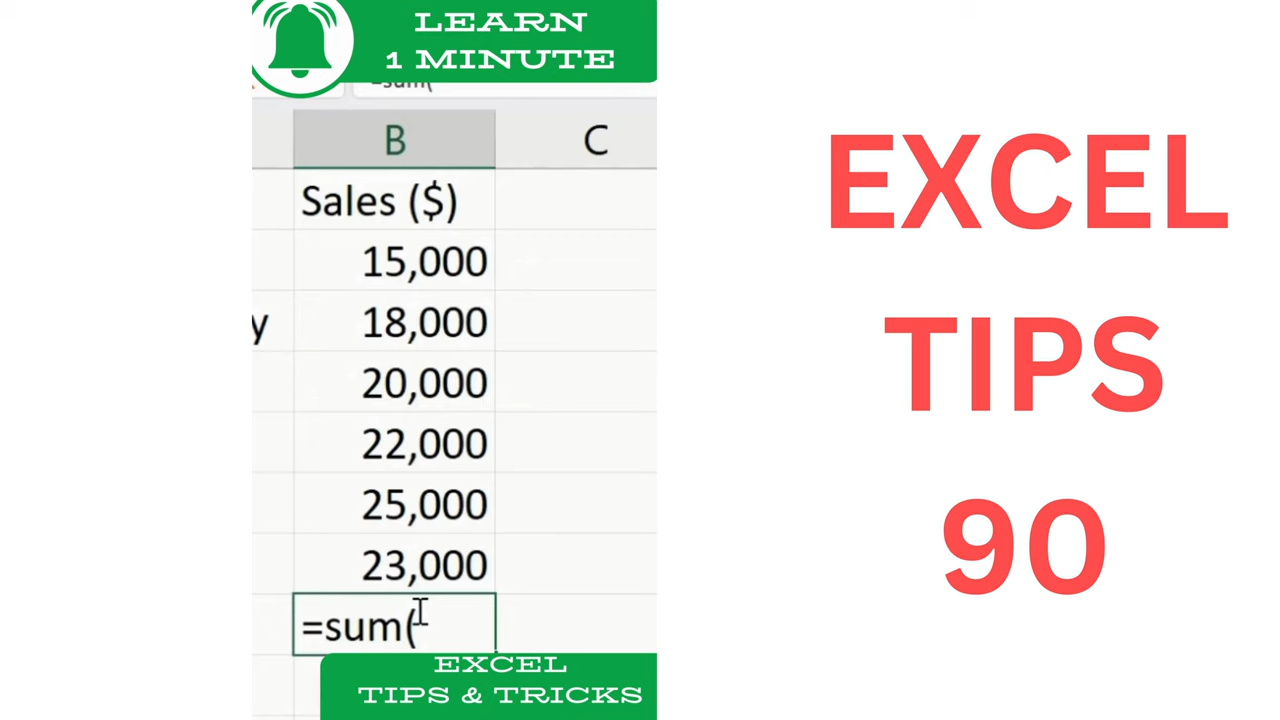 LEARN
1 MINUTE
=sum(
B C
Sales ($)
15,000
y 18,000
20,000
22,000
25,000
23,000
=sum(
EXCEL
TIPS & TRICKS
EXCEL
TIPS
90